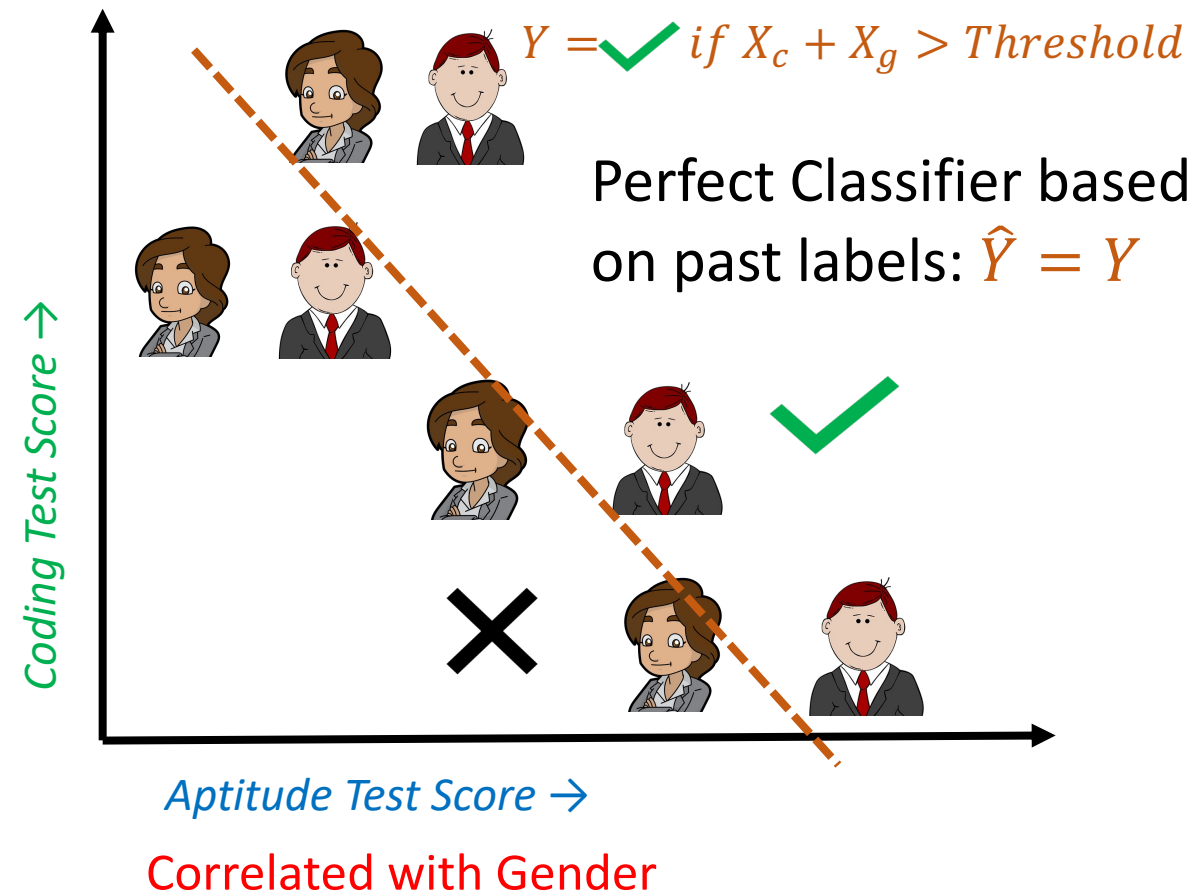 Y = ✓ if X_c + X_g > Threshold
Perfect Classifier based
on past labels: Ŷ = Y
Coding Test Score →
Aptitude Test Score →
Correlated with Gender